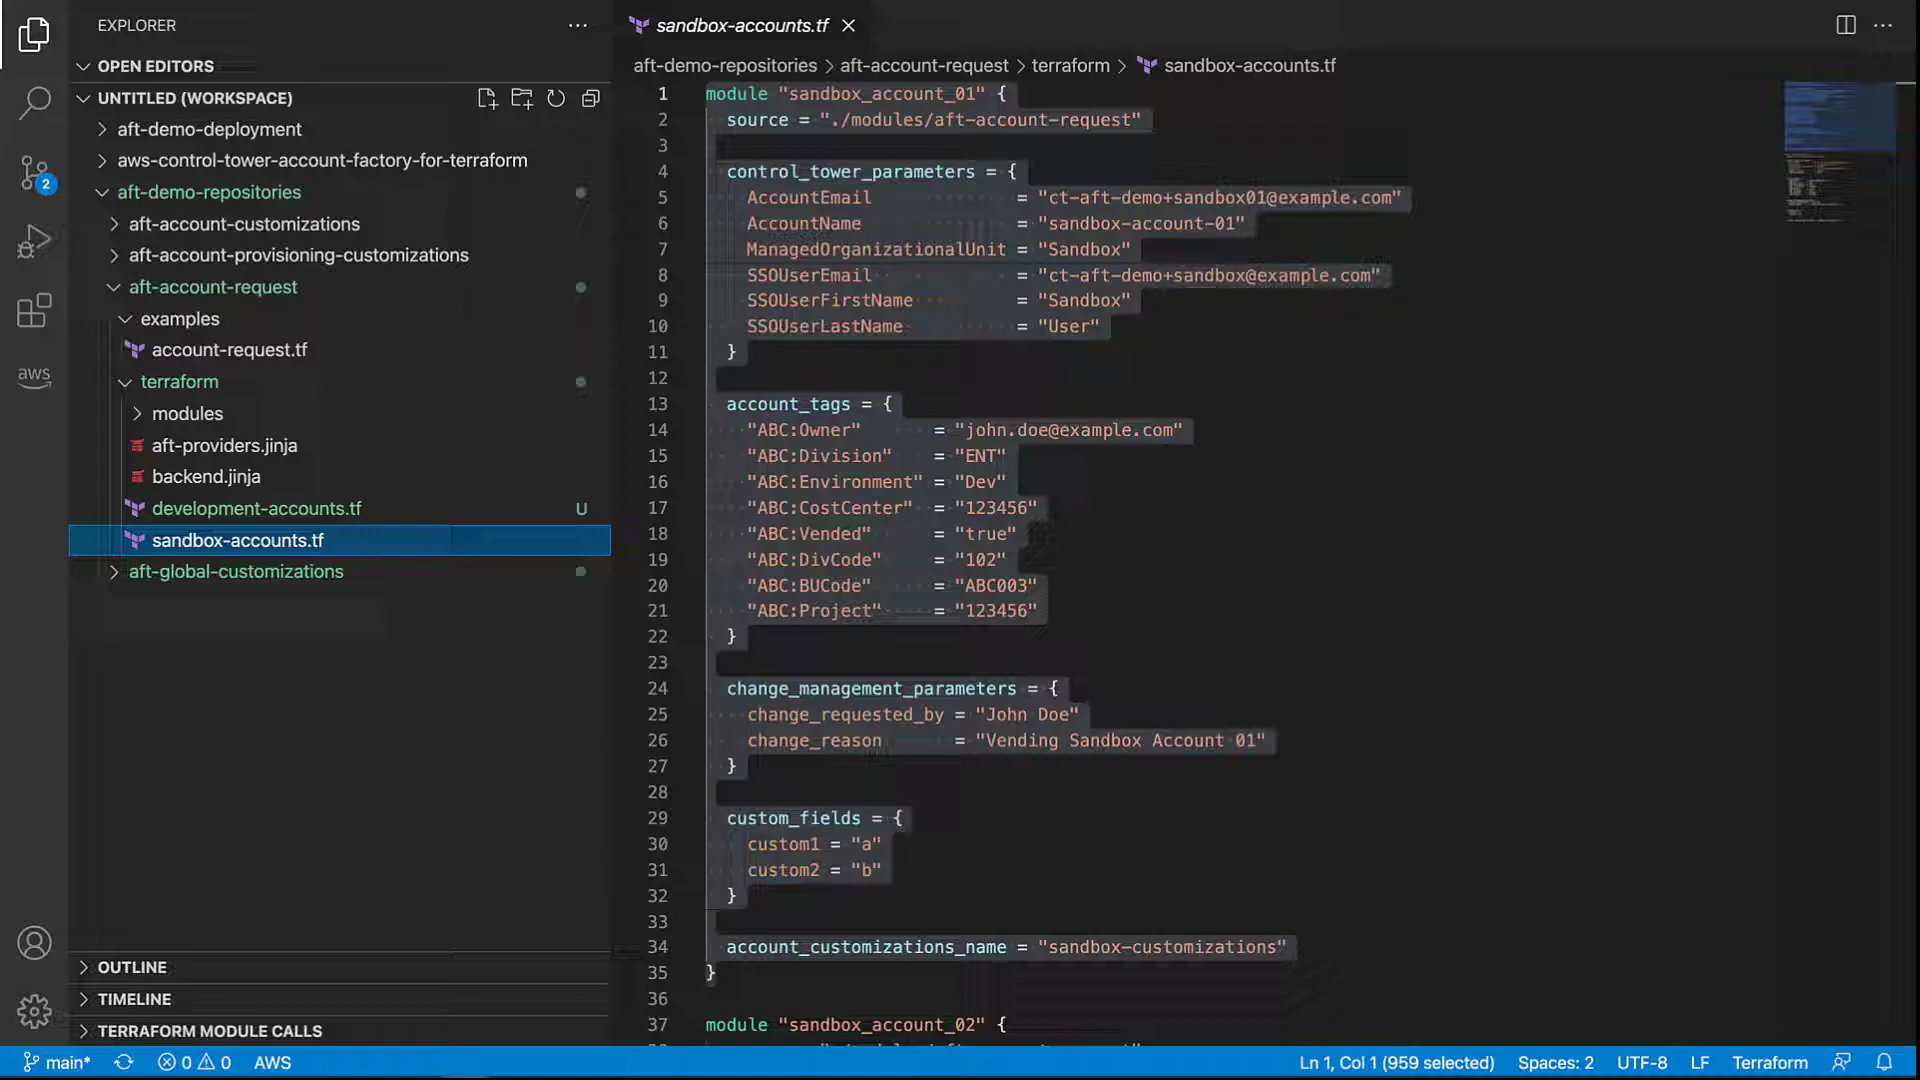 EXPLORER
OPEN EDITORS
UNTITLED (WORKSPACE)
aft-demo-deployment
aws-control-tower-account-factory-for-terraform
aft-demo-repositories
aft-account-customizations
aft-account-provisioning-customizations
aft-account-request
examples
account-request.tf
terraform
modules
aft-providers.jinja
backend.jinja
development-accounts.tf U
sandbox-accounts.tf
aft-global-customizations
OUTLINE
TIMELINE
TERRAFORM MODULE CALLS
2
aws
sandbox-accounts.tf
aft-demo-repositories > aft-account-request > terraform > sandbox-accounts.tf
1 module "sandbox_account_01" {
2 source = "./modules/aft-account-request"
3
4 control_tower_parameters = {
5 AccountEmail = "ct-aft-demo+sandbox01@example.com"
6 AccountName = "sandbox-account-01"
7 ManagedOrganizationalUnit = "Sandbox"
8 SSOUserEmail = "ct-aft-demo+sandbox@example.com"
9 SSOUserFirstName = "Sandbox"
10 SSOUserLastName = "User"
11 }
12
13 account_tags = {
14 "ABC:Owner" = "john.doe@example.com"
15 "ABC:Division" = "ENT"
16 "ABC:Environment" = "Dev"
17 "ABC:CostCenter" = "123456"
18 "ABC:Vended" = "true"
19 "ABC:DivCode" = "102"
20 "ABC:BUCode" = "ABC003"
21 "ABC:Project" = "123456"
22 }
23
24 change_management_parameters = {
25 change_requested_by = "John Doe"
26 change_reason = "Vending Sandbox Account 01"
27 }
28
29 custom_fields = {
30 custom1 = "a"
31 custom2 = "b"
32 }
33
34 account_customizations_name = "sandbox-customizations"
35 }
36
37 module "sandbox_account_02" {
main* 0 0 AWS
Ln 1, Col 1 (959 selected) Spaces: 2 UTF-8 LF Terraform